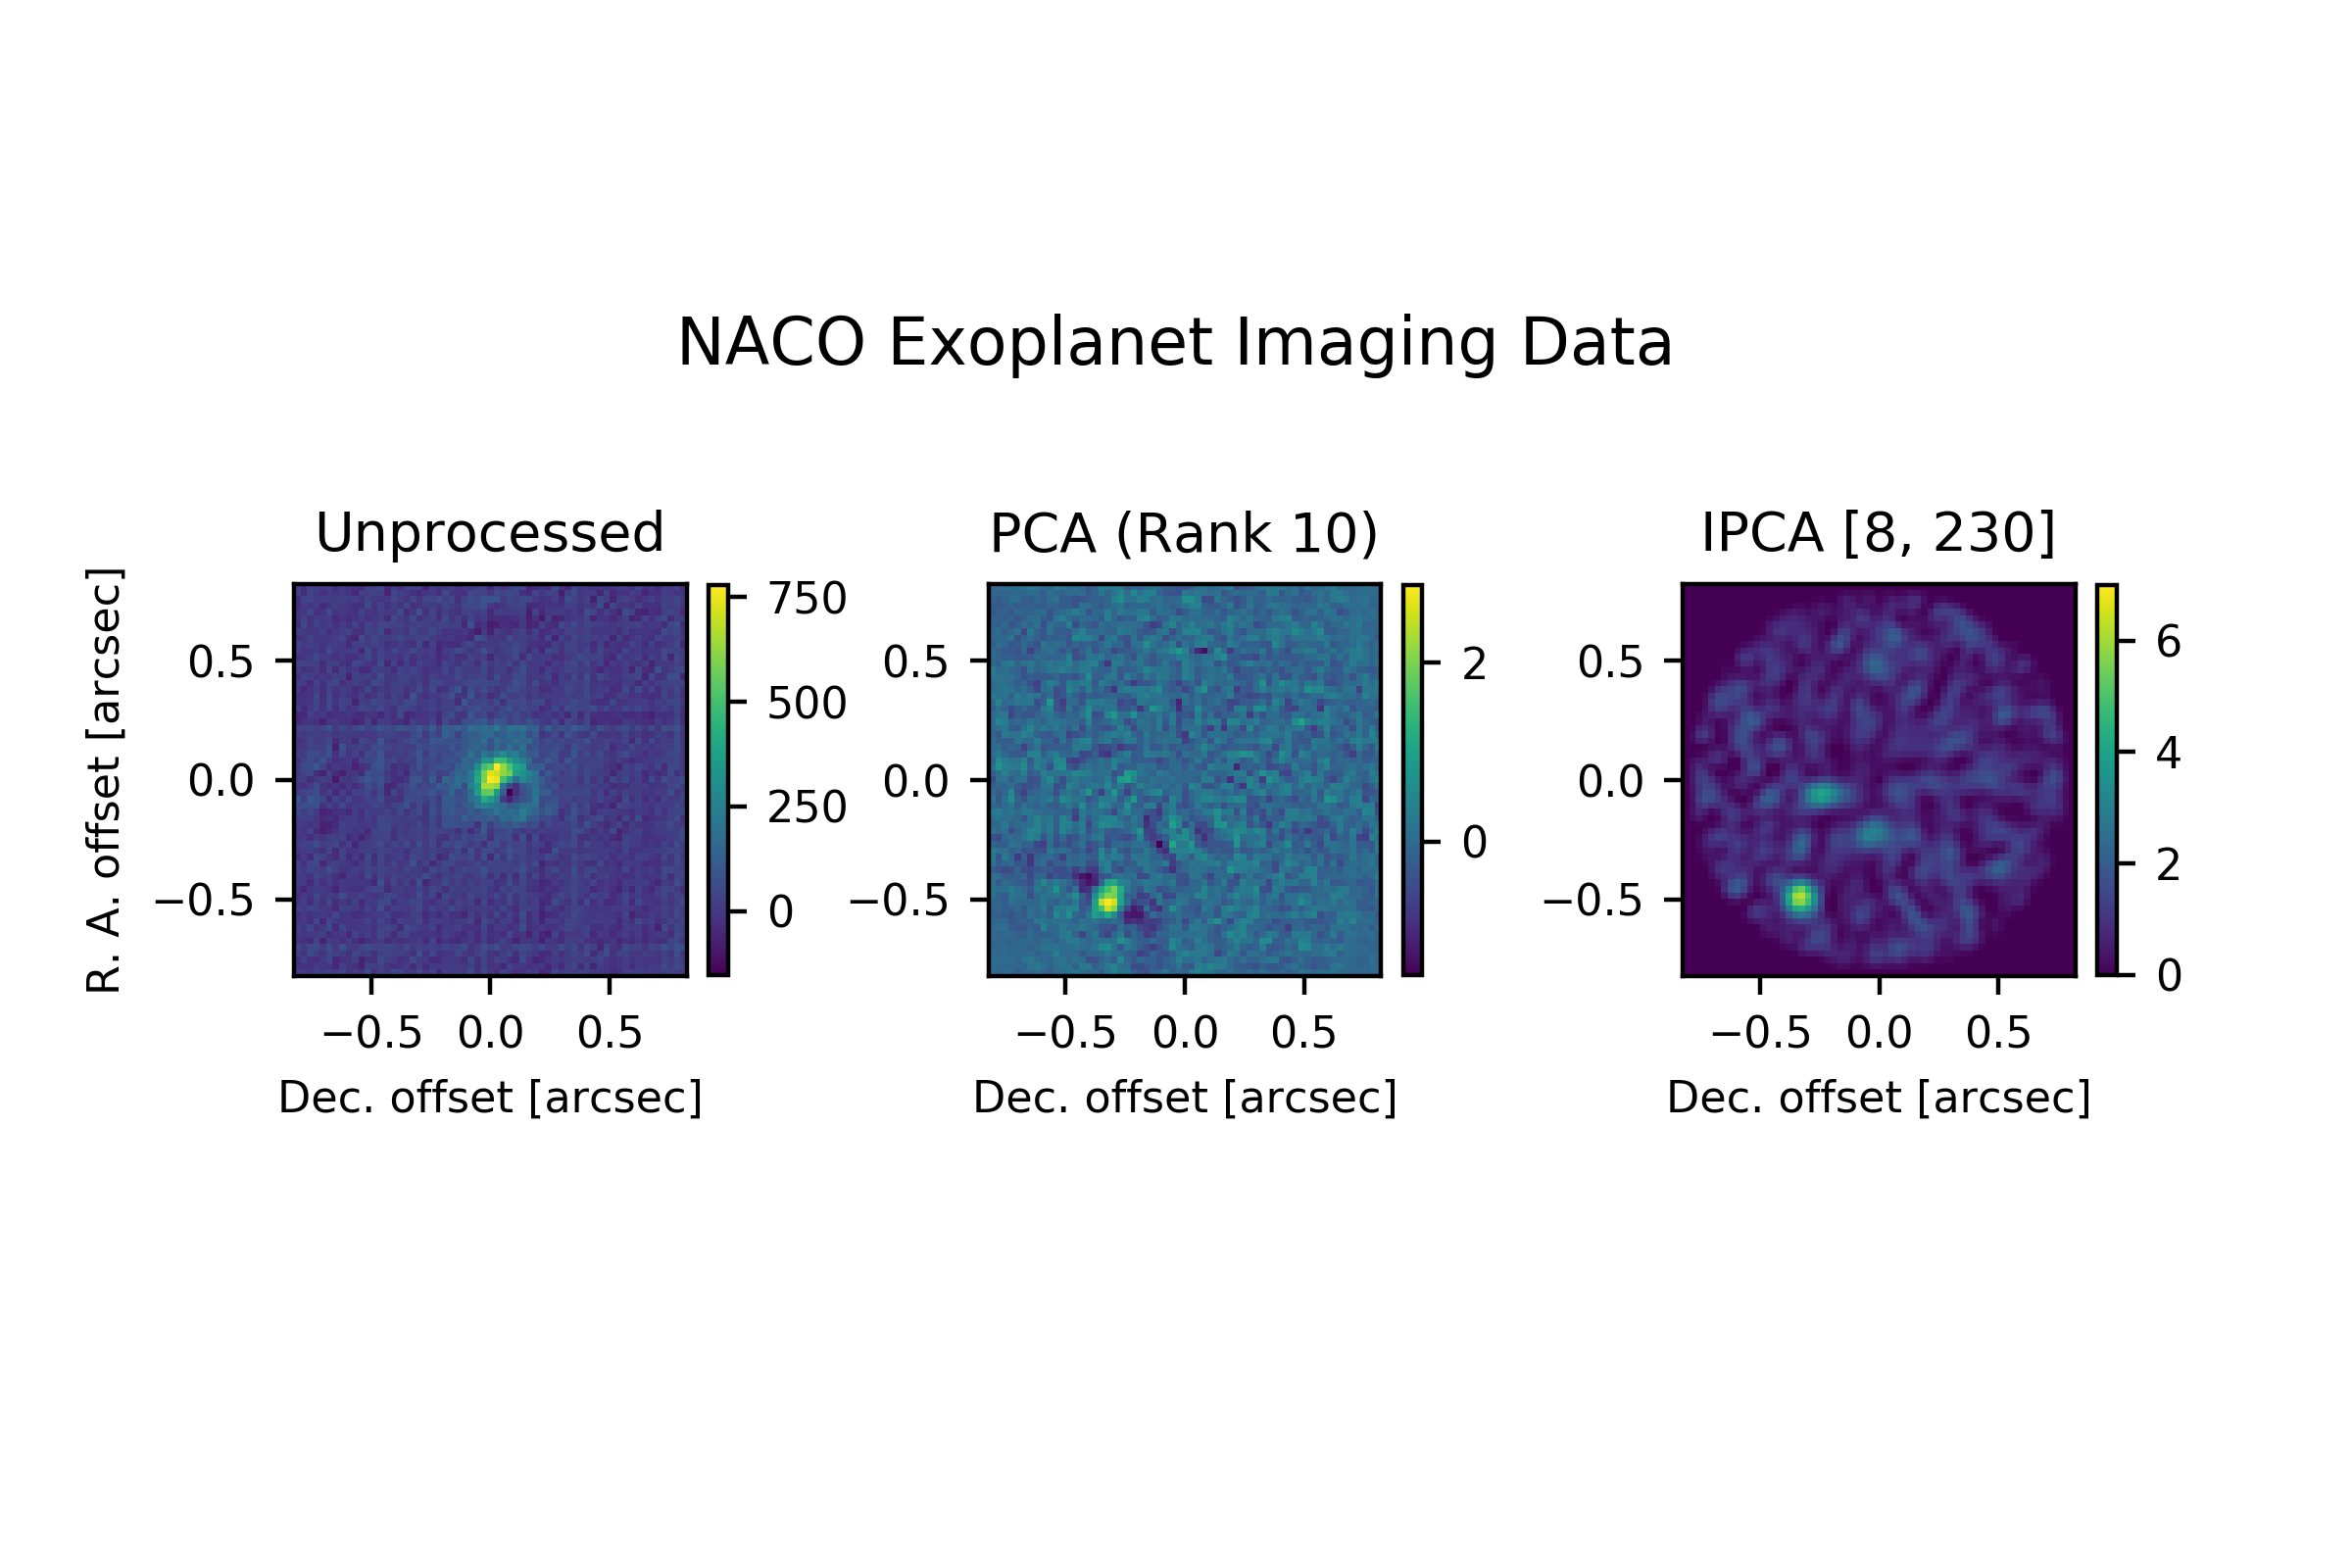 NACO Exoplanet Imaging Data
Unprocessed
R. A. offset [arcsec]
0.5
0.0
−0.5
−0.5 0.0 0.5
Dec. offset [arcsec]
750
500
250
0
PCA (Rank 10)
0.5
0.0
−0.5
−0.5 0.0 0.5
Dec. offset [arcsec]
2
0
IPCA [8, 230]
0.5
0.0
−0.5
−0.5 0.0 0.5
Dec. offset [arcsec]
6
4
2
0